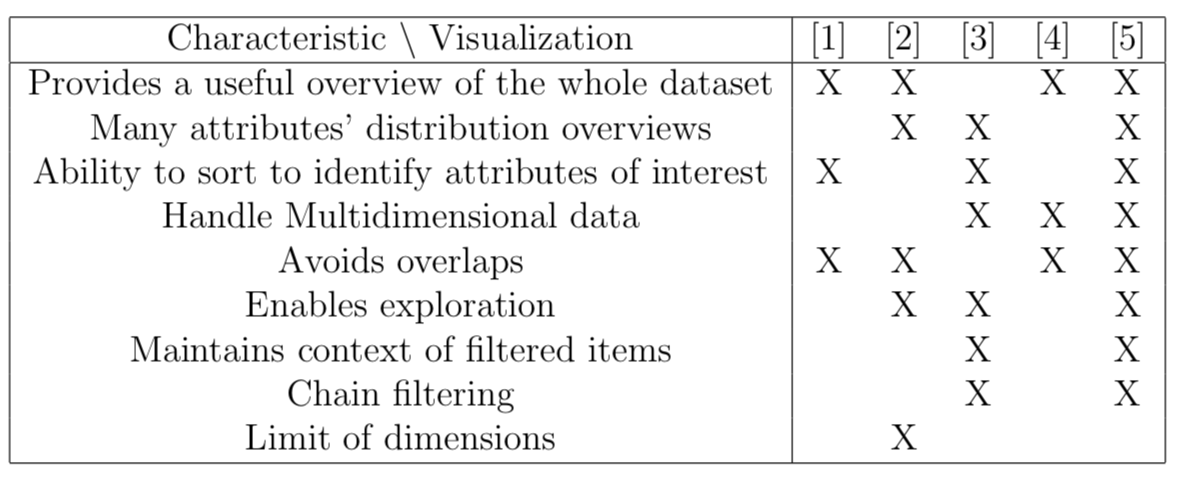 Characteristic \ Visualization [1] [2] [3] [4] [5]
Provides a useful overview of the whole dataset X X X X
Many attributes' distribution overviews X X X
Ability to sort to identify attributes of interest X X X
Handle Multidimensional data X X X
Avoids overlaps X X X X
Enables exploration X X X
Maintains context of filtered items X X
Chain filtering X X
Limit of dimensions X